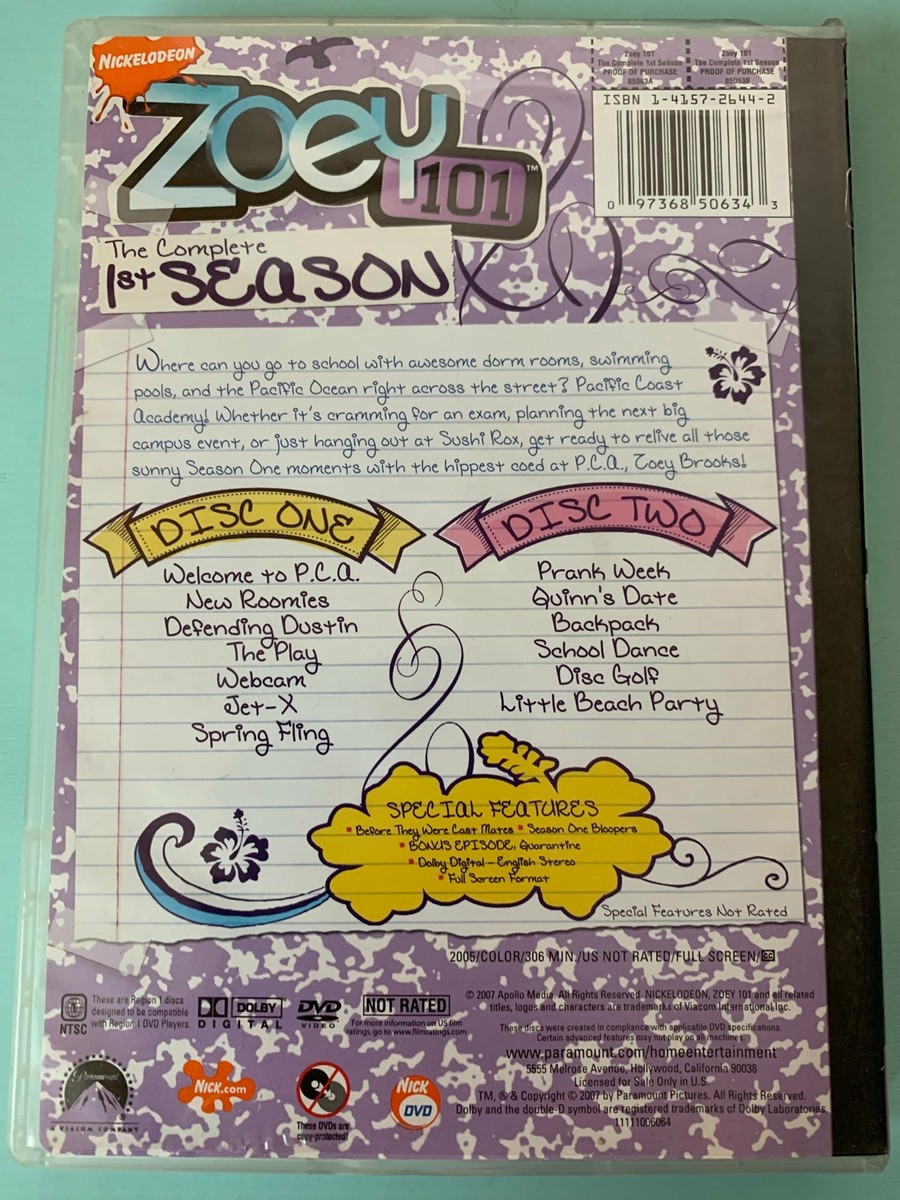 NICKELODEON
Zoey 101
The Complete 1st Season
PROOF OF PURCHASE
85063A
Zoey 101
The Complete 1st Season
PROOF OF PURCHASE
85063B
ISBN 1-4157-2644-2
0 97368 50634 3
Zoey
101™
The Complete
1st SEASON
Where can you go to school with awesome dorm rooms, swimming
pools, and the Pacific Ocean right across the street? Pacific Coast
Academy! Whether it's cramming for an exam, planning the next big
campus event, or just hanging out at Sushi Rox, get ready to relive all those
sunny Season One moments with the hippest coed at P.C.A., Zoey Brooks!
DISC ONE
Welcome to P.C.A.
New Roomies
Defending Dustin
The Play
Webcam
Jet-X
Spring Fling
DISC TWO
Prank Week
Quinn's Date
Backpack
School Dance
Disc Golf
Little Beach Party
SPECIAL FEATURES
* Before They Were Cast Mates * Season One Bloopers
* BONUS EPISODE, Quarantine
* Dolby Digital – English Stereo
* Full Screen Format
Special Features Not Rated
2005/COLOR/306 MIN./US NOT RATED/FULL SCREEN/CC
1
NTSC
These are Region 1 discs
designed to be compatible
with Region 1 DVD Players.
DOLBY
DIGITAL
DVD
VIDEO
NOT RATED
For more information on US film
ratings, go to www.filmratings.com
© 2007 Apollo Media. All Rights Reserved. NICKELODEON, ZOEY 101 and all related
titles, logos and characters are trademarks of Viacom International Inc.
These discs were created in compliance with applicable DVD specifications.
Certain advanced features may not play on all machines.
www.paramount.com/homeentertainment
5555 Melrose Avenue, Hollywood, California 90038
Licensed for Sale Only in U.S.
TM, ® & Copyright © 2007 by Paramount Pictures. All Rights Reserved.
Dolby and the double-D symbol are registered trademarks of Dolby Laboratories.
11111006064
Paramount
A VIACOM COMPANY
NICK.com
These DVDs are
copy-protected!
NICK
DVD